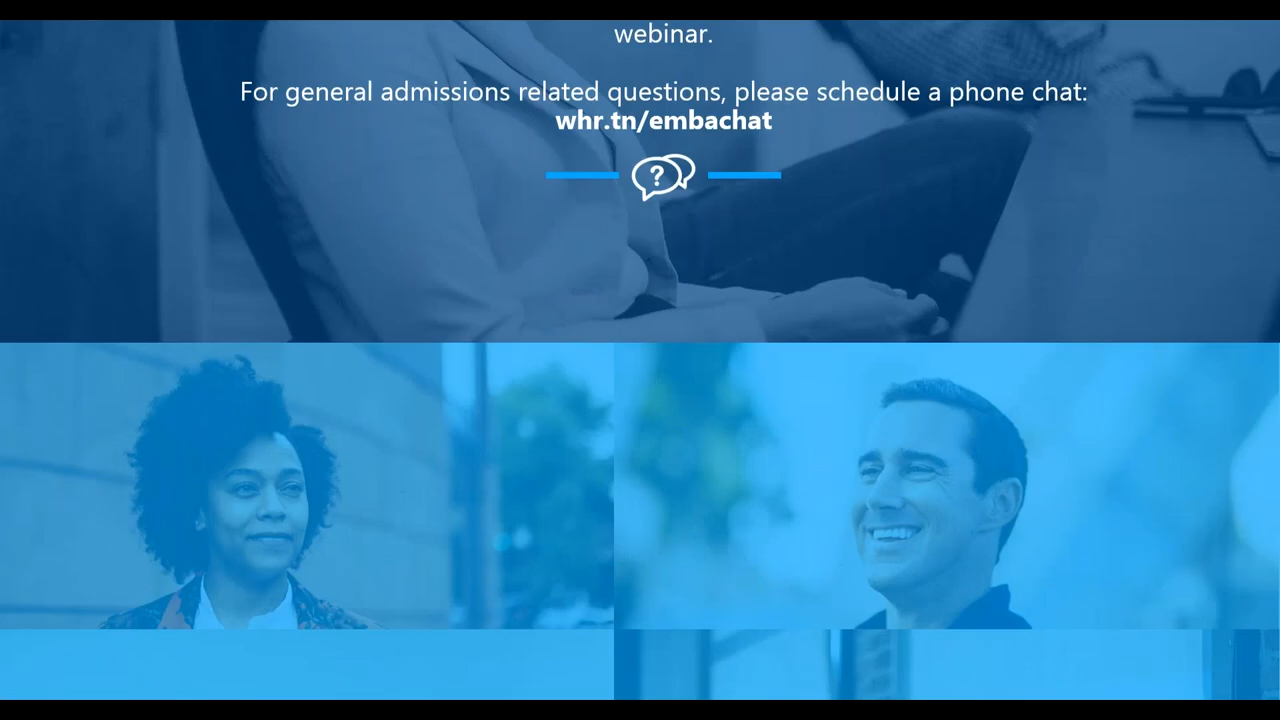 webinar.
For general admissions related questions, please schedule a phone chat:
whr.tn/embachat
?